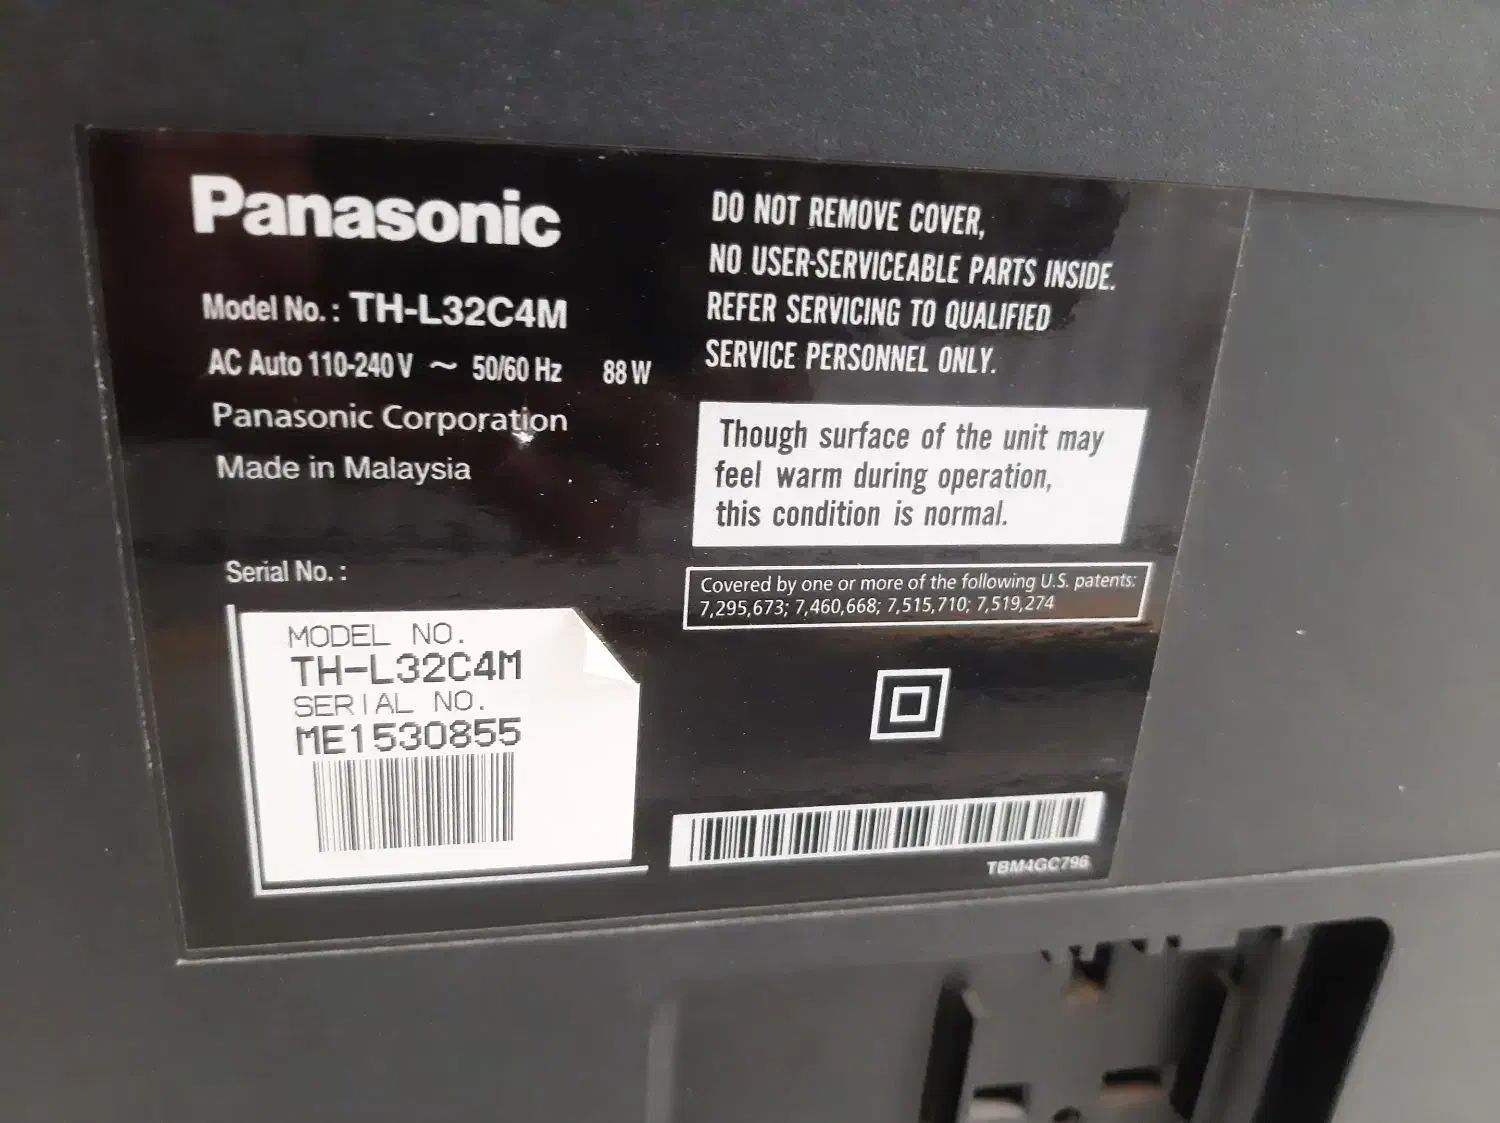 Panasonic
Model No. : TH-L32C4M
AC Auto 110-240 V ~ 50/60 Hz 88 W
Panasonic Corporation
Made in Malaysia
Serial No. :
MODEL NO.
TH-L32C4M
SERIAL NO.
ME1530855
DO NOT REMOVE COVER,
NO USER-SERVICEABLE PARTS INSIDE.
REFER SERVICING TO QUALIFIED
SERVICE PERSONNEL ONLY.
Though surface of the unit may
feel warm during operation,
this condition is normal.
Covered by one or more of the following U.S. patents:
7,295,673; 7,460,668; 7,515,710; 7,519,274
TBM4GC796